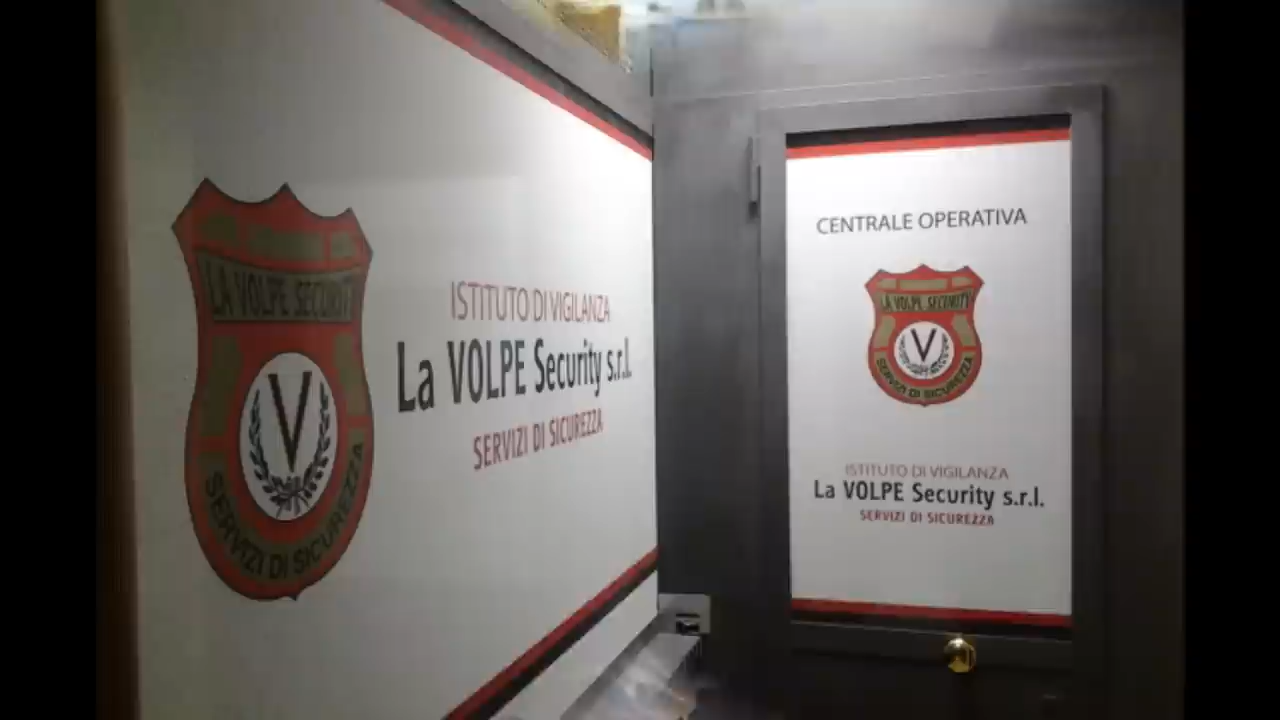 LA VOLPE SECURITY
V
SERVIZI DI SICUREZZA
ISTITUTO DI VIGILANZA
La VOLPE Security s.r.l.
SERVIZI DI SICUREZZA
CENTRALE OPERATIVA
LA VOLPE SECURITY
V
SERVIZI DI SICUREZZA
ISTITUTO DI VIGILANZA
La VOLPE Security s.r.l.
SERVIZI DI SICUREZZA